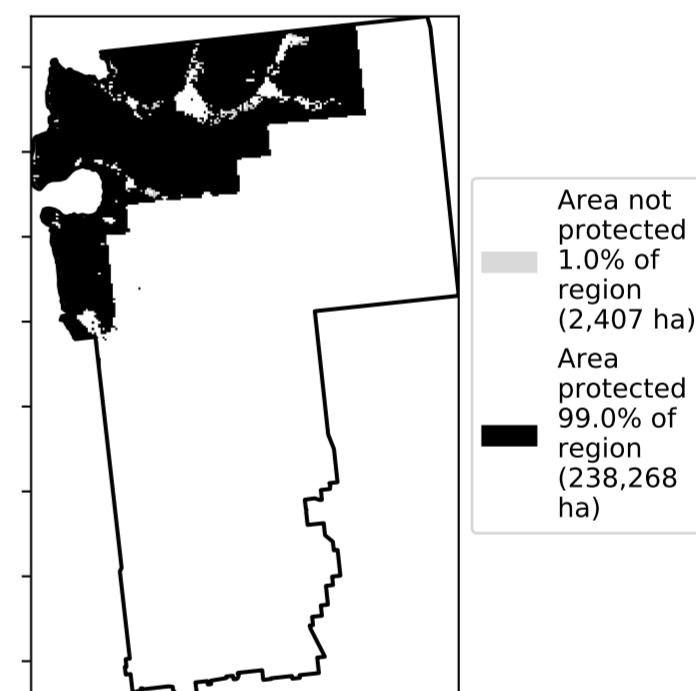 Area not
protected
1.0% of
region
(2,407 ha)
Area
protected
99.0% of
region
(238,268
ha)